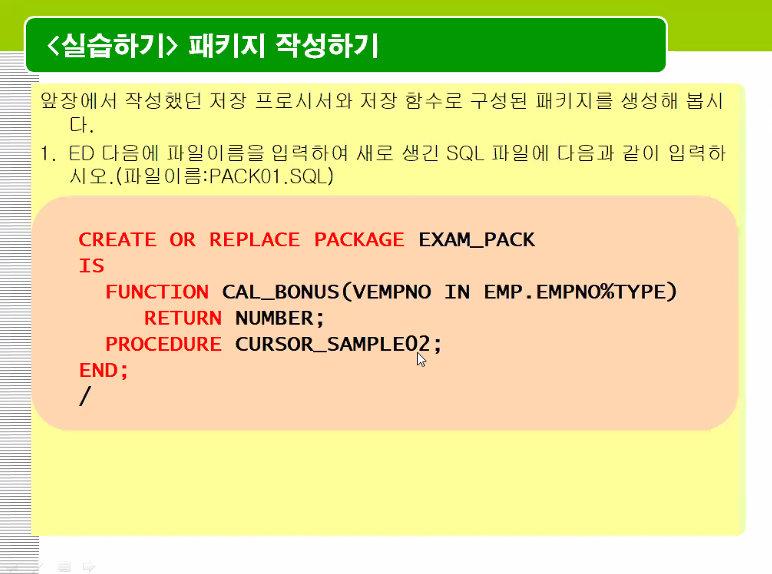 <실습하기> 패키지 작성하기
앞장에서 작성했던 저장 프로시저와 저장 함수로 구성된 패키지를 생성해 봅시
다.
1. ED 다음에 파일이름을 입력하여 새로 생긴 SQL 파일에 다음과 같이 입력하
시오.(파일이름:PACK01.SQL)
CREATE OR REPLACE PACKAGE EXAM_PACK
IS
FUNCTION CAL_BONUS(VEMPNO IN EMP.EMPNO%TYPE)
RETURN NUMBER;
PROCEDURE CURSOR_SAMPLE02;
END;
/